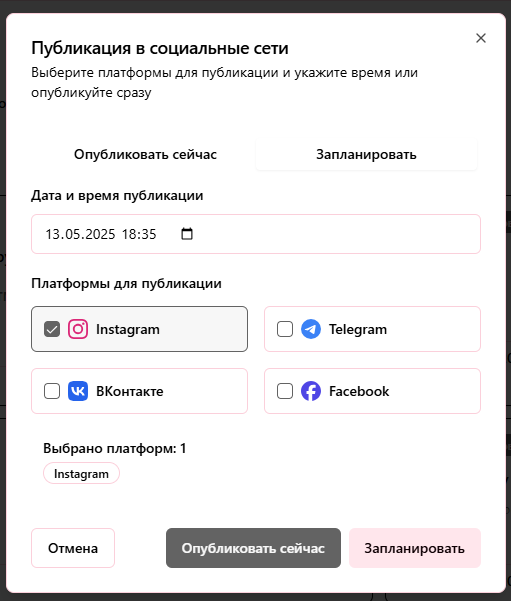 Публикация в социальные сети
Выберите платформы для публикации и укажите время или
опубликуйте сразу
Опубликовать сейчас
Запланировать
Дата и время публикации
13.05.2025 18:35
Платформы для публикации
Instagram
Telegram
ВКонтакте
Facebook
Выбрано платформ: 1
Instagram
Отмена
Опубликовать сейчас
Запланировать